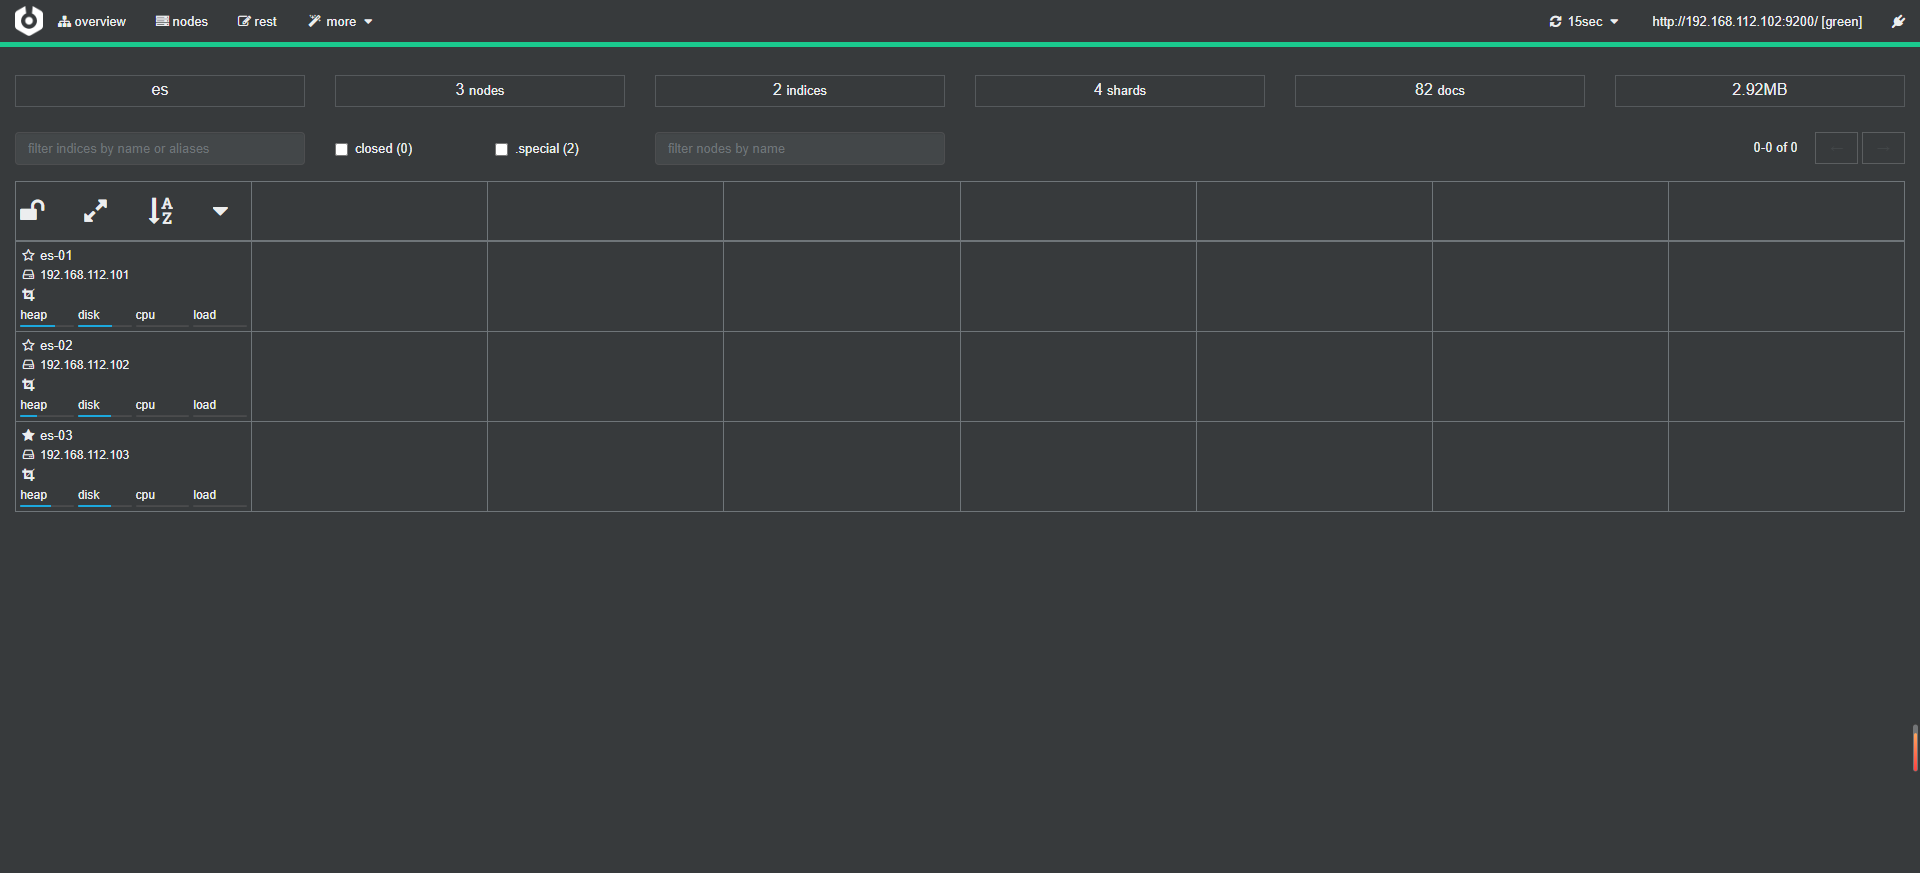 overview nodes rest more 15sec http://192.168.112.102:9200/ [green]
es 3 nodes 2 indices 4 shards 82 docs 2.92MB
filter indices by name or aliases closed (0) .special (2) filter nodes by name 0-0 of 0
A
Z
es-01
192.168.112.101
heap disk cpu load
es-02
192.168.112.102
heap disk cpu load
es-03
192.168.112.103
heap disk cpu load